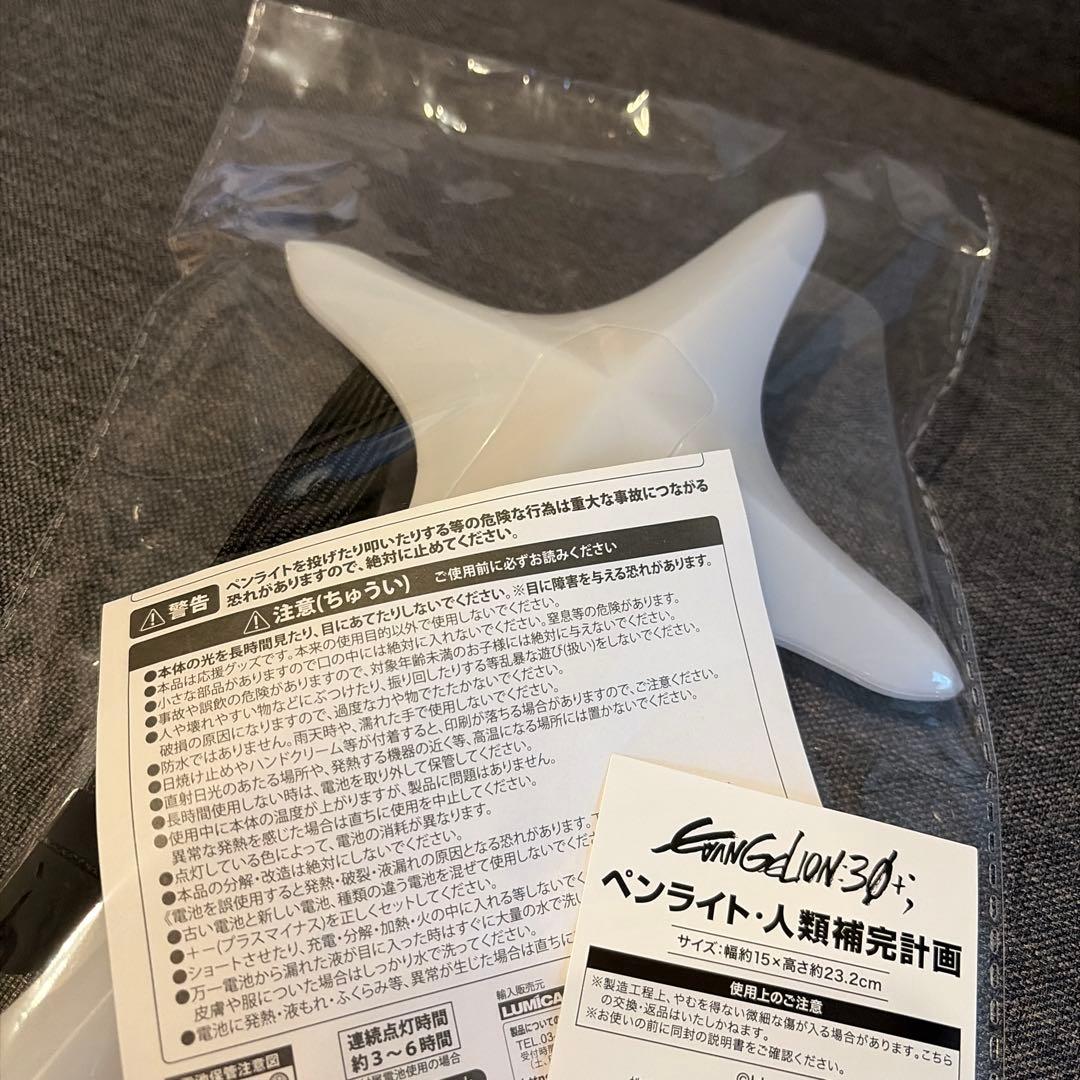 警告
ペンライトを投げたり叩いたりする等の危険な行為は重大な事故につながる
恐れがありますので、絶対に止めてください。
注意(ちゅうい) ご使用前に必ずお読みください
●本体の光を長時間見たり、目にあてたりしないでください。※目に障害を与える恐れがあります。
●本品は応援グッズです。本来の使用目的以外で使用しないでください。
●小さな部品がありますので口の中には絶対に入れないでください。窒息等の危険があります。
●事故や誤飲の危険がありますので、対象年齢未満のお子様には絶対に与えないでください。
●人や壊れやすい物などにぶつけたり、振り回したりする等乱暴な遊び(扱い)をしないでください。
破損の原因になりますので、過度な力や物でたたかないでください。
●防水ではありません。雨天時や、濡れた手で使用しないでください。
●日焼け止めやハンドクリーム等が付着すると、印刷が落ちる場合がありますので、ご注意ください。
●直射日光のあたる場所や、発熱する機器の近く等、高温になる場所には置かないでください。
●長時間使用しない時は、電池を取り外して保管してください。
●使用中に本体の温度が上がりますが、製品に問題はありません。
異常な発熱を感じた場合は直ちに使用を中止してください。
●点灯している色によって、電池の消耗が異なります。
●本品の分解・改造は絶対にしないでください。
《電池を誤使用すると発熱・破裂・液漏れの原因となる恐れがあります。
●古い電池と新しい電池、種類の違う電池を混ぜて使用しないでくだ
●+-(プラスマイナス)を正しくセットしてください。
●ショートさせたり、充電・分解・加熱・火の中に入れる等しないでく
●万一電池から漏れた液が目に入った時はすぐに大量の水で洗い
皮膚や服についた場合はしっかり水で洗ってください。
●電池に発熱・液もれ・ふくらみ等、異常が生じた場合は直ちに
池保管注意図
連続点灯時間
約3〜6時間
属電池使用の場合
輸入販売元
LUMICA
製品についての
TEL 03-
受付時間
EVANGELION:30+;
ペンライト・人類補完計画
サイズ:幅約15×高さ約23.2cm
使用上のご注意
※製造工程上、やむを得ない微細な傷が入る場合があります。こちら
の交換・返品はいたしかねます。
※お使いの前に同封の説明書をご確認ください。